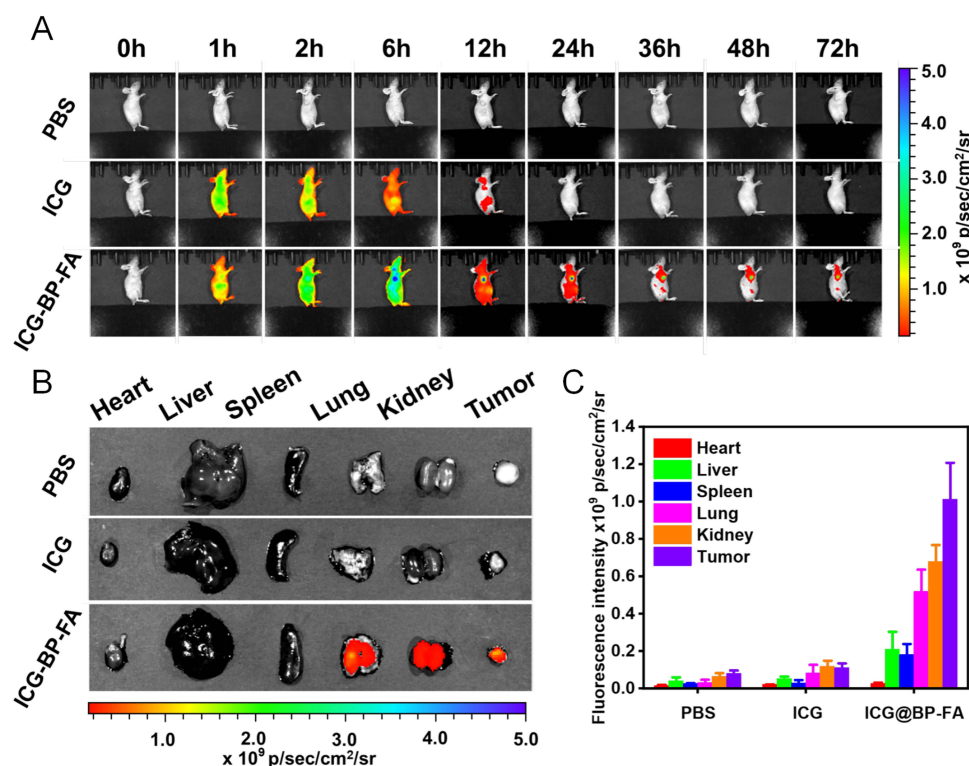 A
0h 1h 2h 6h 12h 24h 36h 48h 72h
PBS
ICG
ICG-BP-FA
5.0
4.0
3.0
2.0
1.0
x 10⁹ p/sec/cm²/sr
B
Heart Liver Spleen Lung Kidney Tumor
PBS
ICG
ICG-BP-FA
1.0 2.0 3.0 4.0 5.0
x 10⁹ p/sec/cm²/sr
C
Fluorescence intensity x10⁹ p/sec/cm²/sr
1.4
1.2
1.0
0.8
0.6
0.4
0.2
0.0
Heart
Liver
Spleen
Lung
Kidney
Tumor
PBS ICG ICG@BP-FA